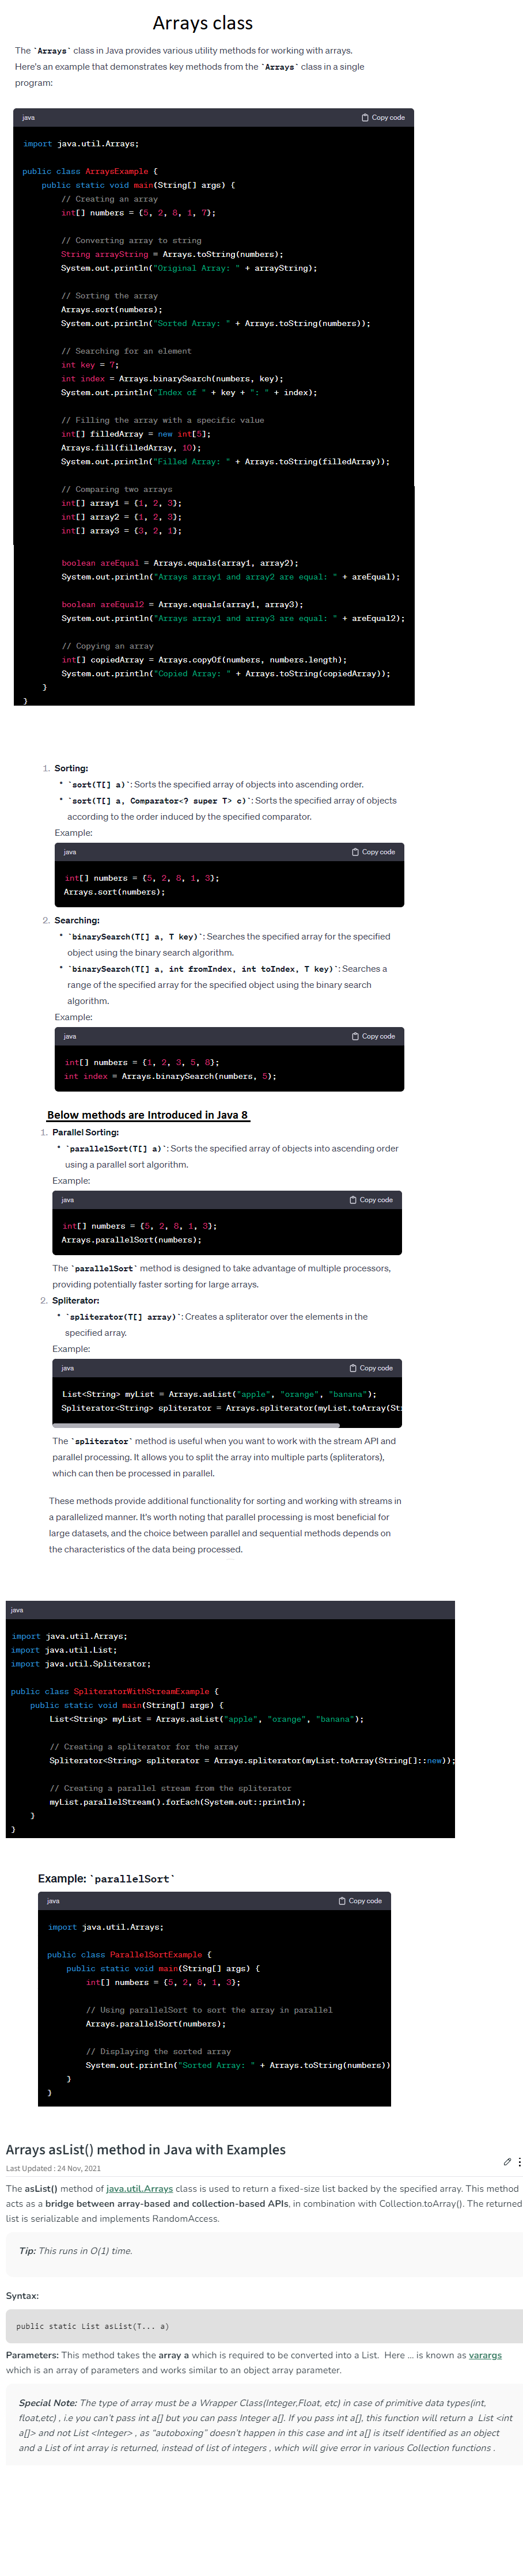 Arrays class
The `Arrays` class in Java provides various utility methods for working with arrays.
Here's an example that demonstrates key methods from the `Arrays` class in a single
program:
java Copy code
import java.util.Arrays;
public class ArraysExample {
public static void main(String[] args) {
// Creating an array
int[] numbers = {5, 2, 8, 1, 7};
// Converting array to string
String arrayString = Arrays.toString(numbers);
System.out.println("Original Array: " + arrayString);
// Sorting the array
Arrays.sort(numbers);
System.out.println("Sorted Array: " + Arrays.toString(numbers));
// Searching for an element
int key = 7;
int index = Arrays.binarySearch(numbers, key);
System.out.println("Index of " + key + ": " + index);
// Filling the array with a specific value
int[] filledArray = new int[5];
Arrays.fill(filledArray, 10);
System.out.println("Filled Array: " + Arrays.toString(filledArray));
// Comparing two arrays
int[] array1 = {1, 2, 3};
int[] array2 = {1, 2, 3};
int[] array3 = {3, 2, 1};
boolean areEqual = Arrays.equals(array1, array2);
System.out.println("Arrays array1 and array2 are equal: " + areEqual);
boolean areEqual2 = Arrays.equals(array1, array3);
System.out.println("Arrays array1 and array3 are equal: " + areEqual2);
// Copying an array
int[] copiedArray = Arrays.copyOf(numbers, numbers.length);
System.out.println("Copied Array: " + Arrays.toString(copiedArray));
}
}
1. Sorting:
• `sort(T[] a)`: Sorts the specified array of objects into ascending order.
• `sort(T[] a, Comparator<? super T> c)`: Sorts the specified array of objects
according to the order induced by the specified comparator.
Example:
java Copy code
int[] numbers = {5, 2, 8, 1, 3};
Arrays.sort(numbers);
2. Searching:
• `binarySearch(T[] a, T key)`: Searches the specified array for the specified
object using the binary search algorithm.
• `binarySearch(T[] a, int fromIndex, int toIndex, T key)`: Searches a
range of the specified array for the specified object using the binary search
algorithm.
Example:
java Copy code
int[] numbers = {1, 2, 3, 5, 8};
int index = Arrays.binarySearch(numbers, 5);
Below methods are Introduced in Java 8
1. Parallel Sorting:
• `parallelSort(T[] a)`: Sorts the specified array of objects into ascending order
using a parallel sort algorithm.
Example:
java Copy code
int[] numbers = {5, 2, 8, 1, 3};
Arrays.parallelSort(numbers);
The `parallelSort` method is designed to take advantage of multiple processors,
providing potentially faster sorting for large arrays.
2. Spliterator:
• `spliterator(T[] array)`: Creates a spliterator over the elements in the
specified array.
Example:
java Copy code
List<String> myList = Arrays.asList("apple", "orange", "banana");
Spliterator<String> spliterator = Arrays.spliterator(myList.toArray(St
The `spliterator` method is useful when you want to work with the stream API and
parallel processing. It allows you to split the array into multiple parts (spliterators),
which can then be processed in parallel.
These methods provide additional functionality for sorting and working with streams in
a parallelized manner. It's worth noting that parallel processing is most beneficial for
large datasets, and the choice between parallel and sequential methods depends on
the characteristics of the data being processed.
java
import java.util.Arrays;
import java.util.List;
import java.util.Spliterator;
public class SpliteratorWithStreamExample {
public static void main(String[] args) {
List<String> myList = Arrays.asList("apple", "orange", "banana");
// Creating a spliterator for the array
Spliterator<String> spliterator = Arrays.spliterator(myList.toArray(String[]::new));
// Creating a parallel stream from the spliterator
myList.parallelStream().forEach(System.out::println);
}
}
Example: `parallelSort`
java Copy code
import java.util.Arrays;
public class ParallelSortExample {
public static void main(String[] args) {
int[] numbers = {5, 2, 8, 1, 3};
// Using parallelSort to sort the array in parallel
Arrays.parallelSort(numbers);
// Displaying the sorted array
System.out.println("Sorted Array: " + Arrays.toString(numbers))
}
}
Arrays asList() method in Java with Examples
Last Updated : 24 Nov, 2021
The asList() method of java.util.Arrays class is used to return a fixed-size list backed by the specified array. This method
acts as a bridge between array-based and collection-based APIs, in combination with Collection.toArray(). The returned
list is serializable and implements RandomAccess.
Tip: This runs in O(1) time.
Syntax:
public static List asList(T... a)
Parameters: This method takes the array a which is required to be converted into a List. Here ... is known as varargs
which is an array of parameters and works similar to an object array parameter.
Special Note: The type of array must be a Wrapper Class(Integer,Float, etc) in case of primitive data types(int,
float,etc) , i.e you can't pass int a[] but you can pass Integer a[]. If you pass int a[], this function will return a List <int
a[]> and not List <Integer> , as "autoboxing" doesn't happen in this case and int a[] is itself identified as an object
and a List of int array is returned, instead of list of integers , which will give error in various Collection functions .